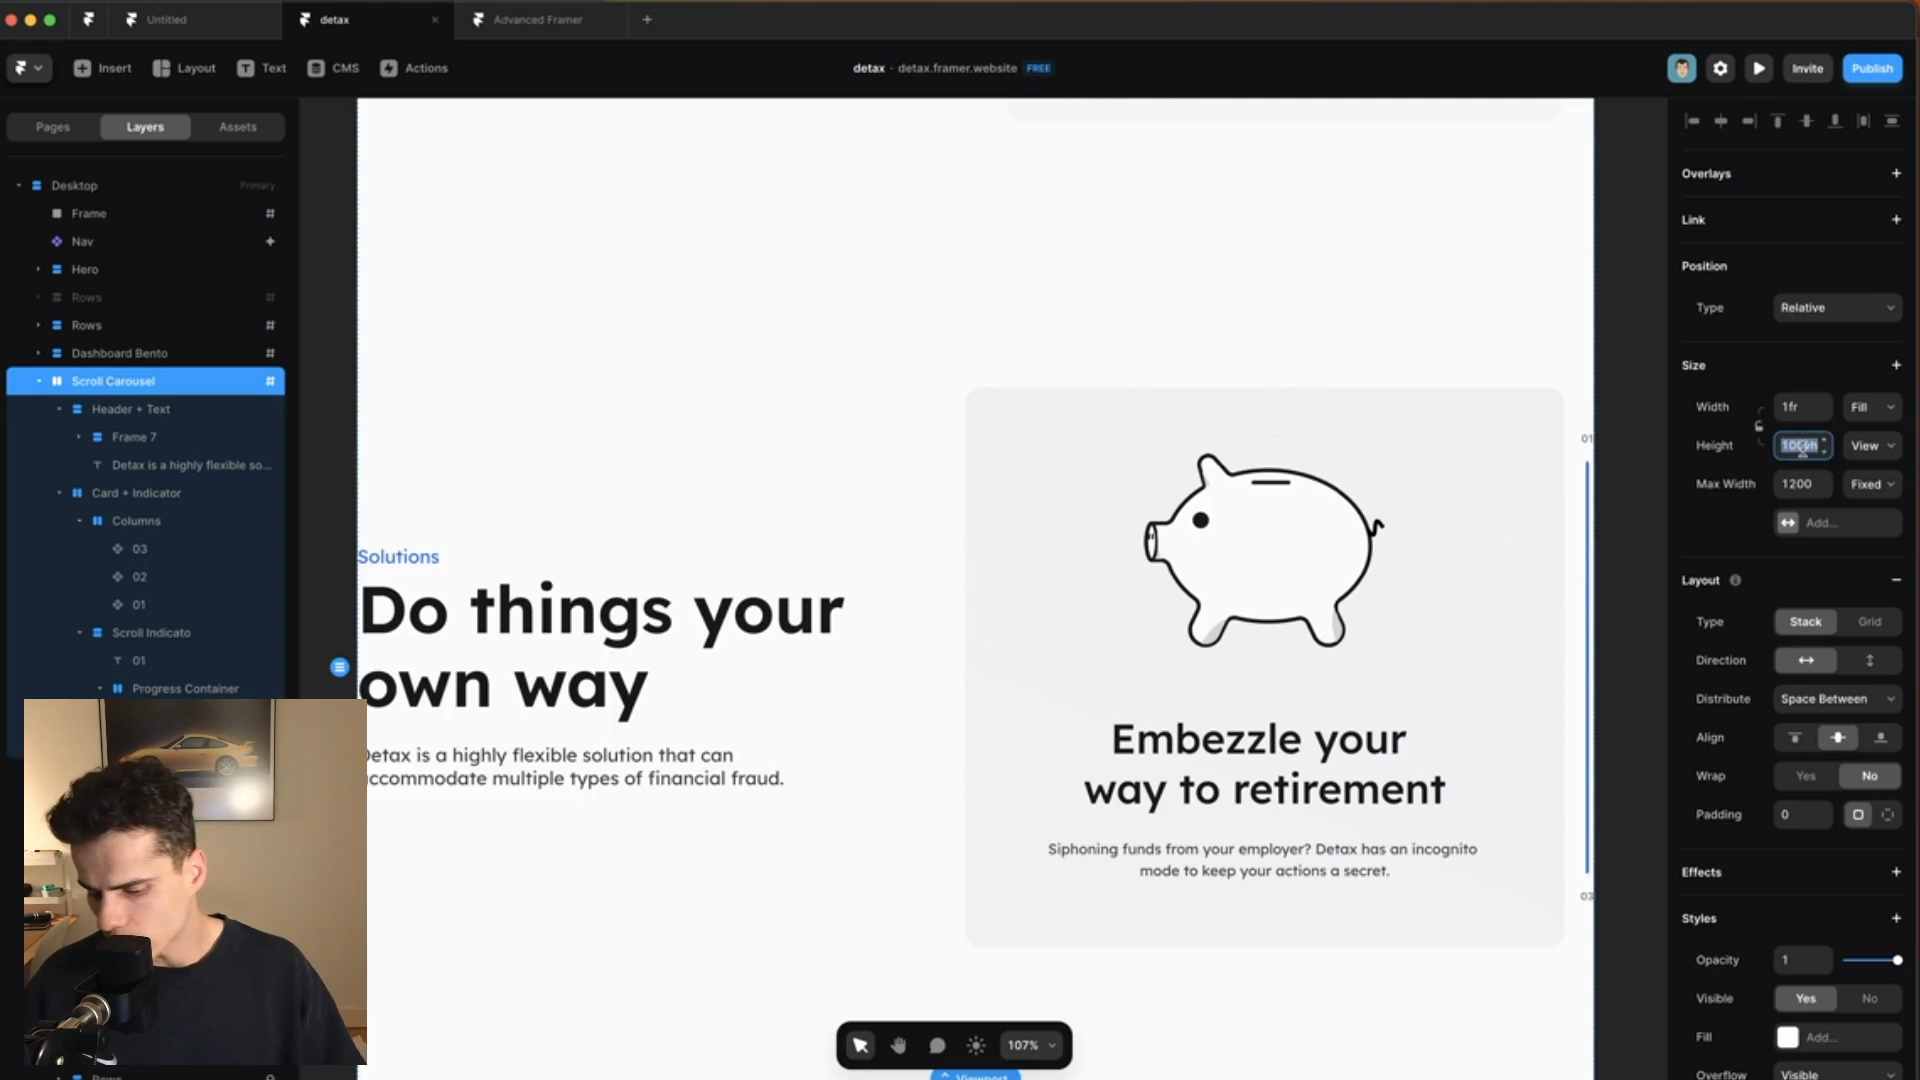 Untitled
detax
Advanced Framer
Insert
Layout
Text
CMS
Actions
detax · detax.framer.website FREE
Invite
Publish
Pages
Layers
Assets
Desktop
Primary
Frame
Nav
Hero
Rows
Rows
Dashboard Bento
Scroll Carousel
Header + Text
Frame 7
Detax is a highly flexible so...
Card + Indicator
Columns
03
02
01
Scroll Indicato
01
Progress Container
Solutions
Do things your
own way
Detax is a highly flexible solution that can
accommodate multiple types of financial fraud.
Embezzle your
way to retirement
Siphoning funds from your employer? Detax has an incognito
mode to keep your actions a secret.
01
03
107%
Viewport
Overlays
Link
Position
Type
Relative
Size
Width
1fr
Fill
Height
100vh
View
Max Width
1200
Fixed
Add...
Layout
Type
Stack
Grid
Direction
Distribute
Space Between
Align
Wrap
Yes
No
Padding
0
Effects
Styles
Opacity
1
Visible
Yes
No
Fill
Add...
Overflow
Visible